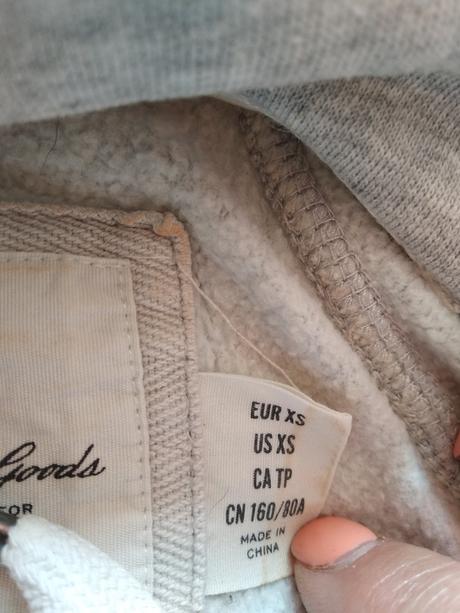 Goods
FOR
EUR XS
US XS
CA TP
CN 160/80A
MADE IN
CHINA